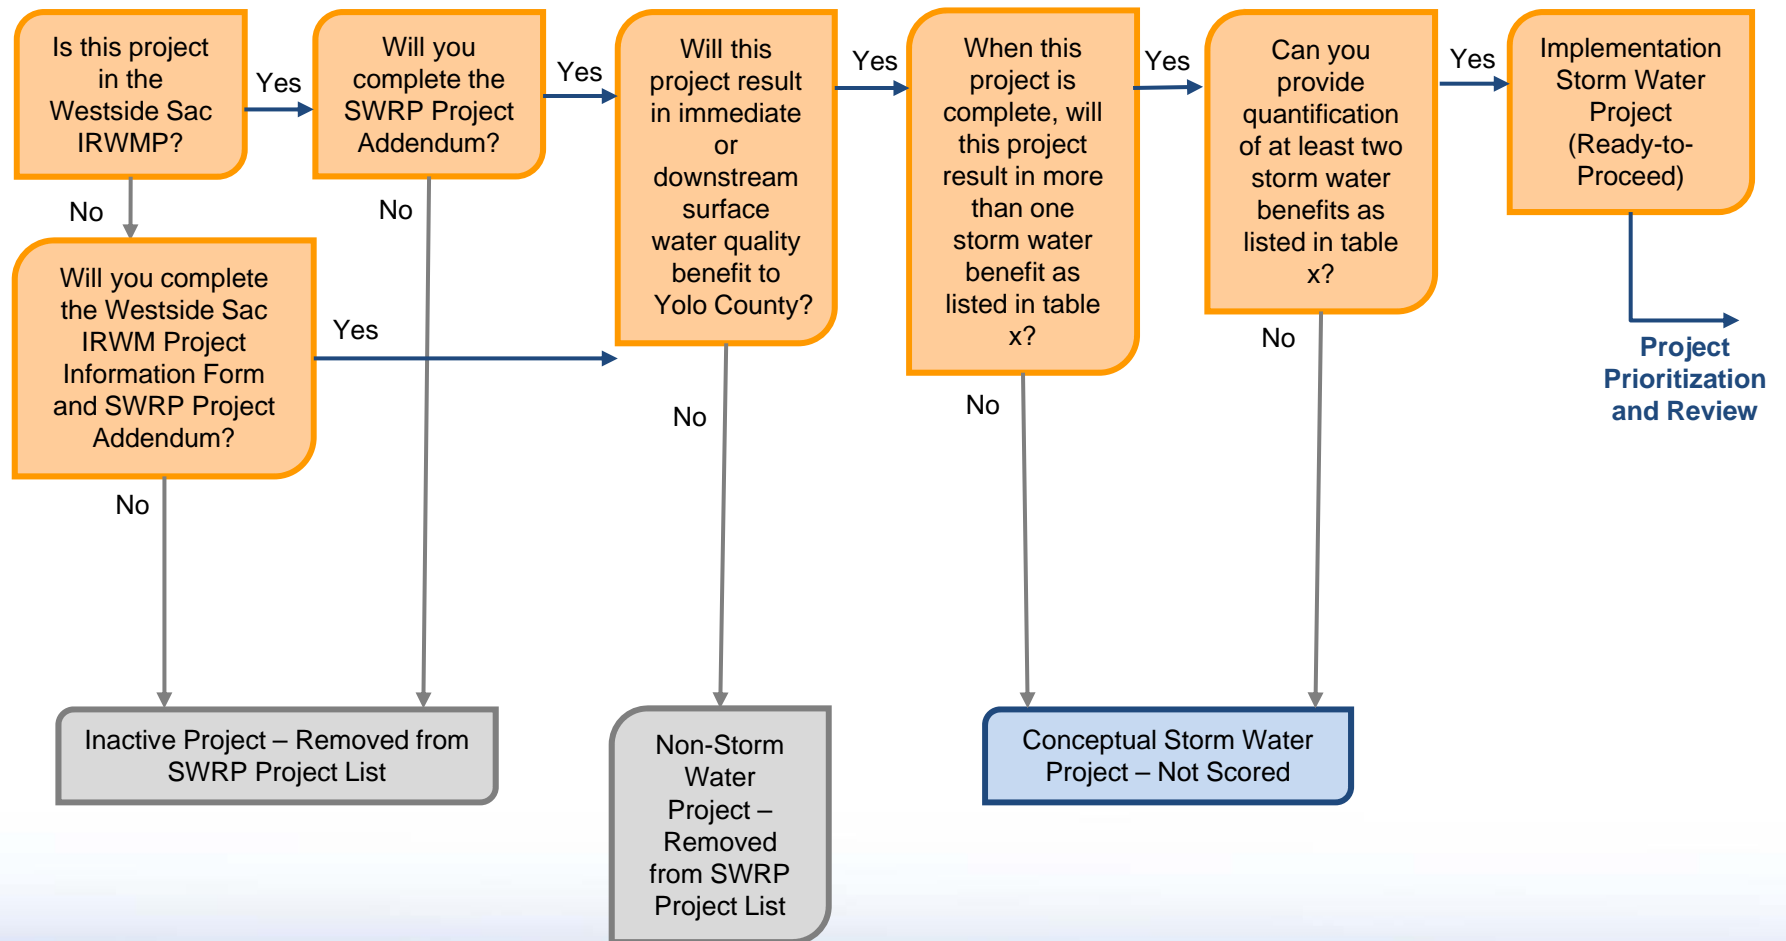 Is this project
in the
Westside Sac
IRWMP?
Yes
Will you
complete the
SWRP Project
Addendum?
Yes
Will this
project result
in immediate
or
downstream
surface
water quality
benefit to
Yolo County?
Yes
When this
project is
complete, will
this project
result in more
than one
storm water
benefit as
listed in table
x?
Yes
Can you
provide
quantification
of at least two
storm water
benefits as
listed in table
x?
Yes
Implementation
Storm Water
Project
(Ready-to-
Proceed)
No
No
Will you complete
the Westside Sac
IRWM Project
Information Form
and SWRP Project
Addendum?
Yes
No
No
No
No
Project
Prioritization
and Review
Inactive Project – Removed from
SWRP Project List
Non-Storm
Water
Project –
Removed
from SWRP
Project List
Conceptual Storm Water
Project – Not Scored